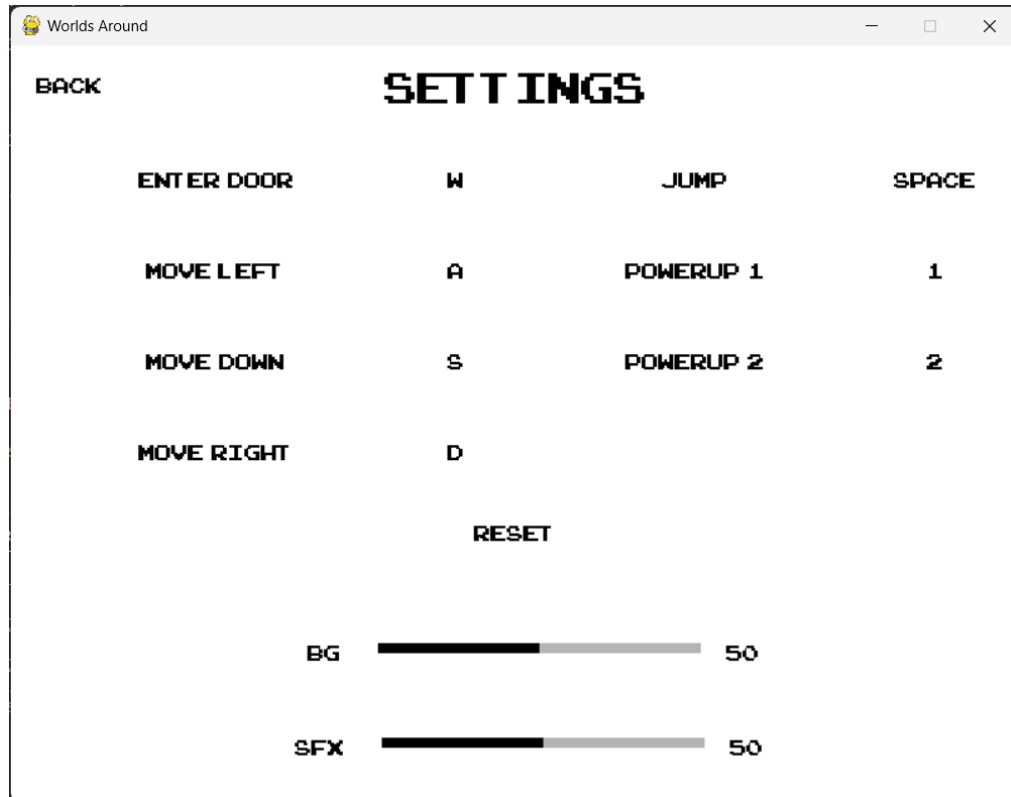 Worlds Around
BACK
SETTINGS
ENTER DOOR W JUMP SPACE
MOVE LEFT A POWERUP 1 1
MOVE DOWN S POWERUP 2 2
MOVE RIGHT D
RESET
BG 50
SFX 50